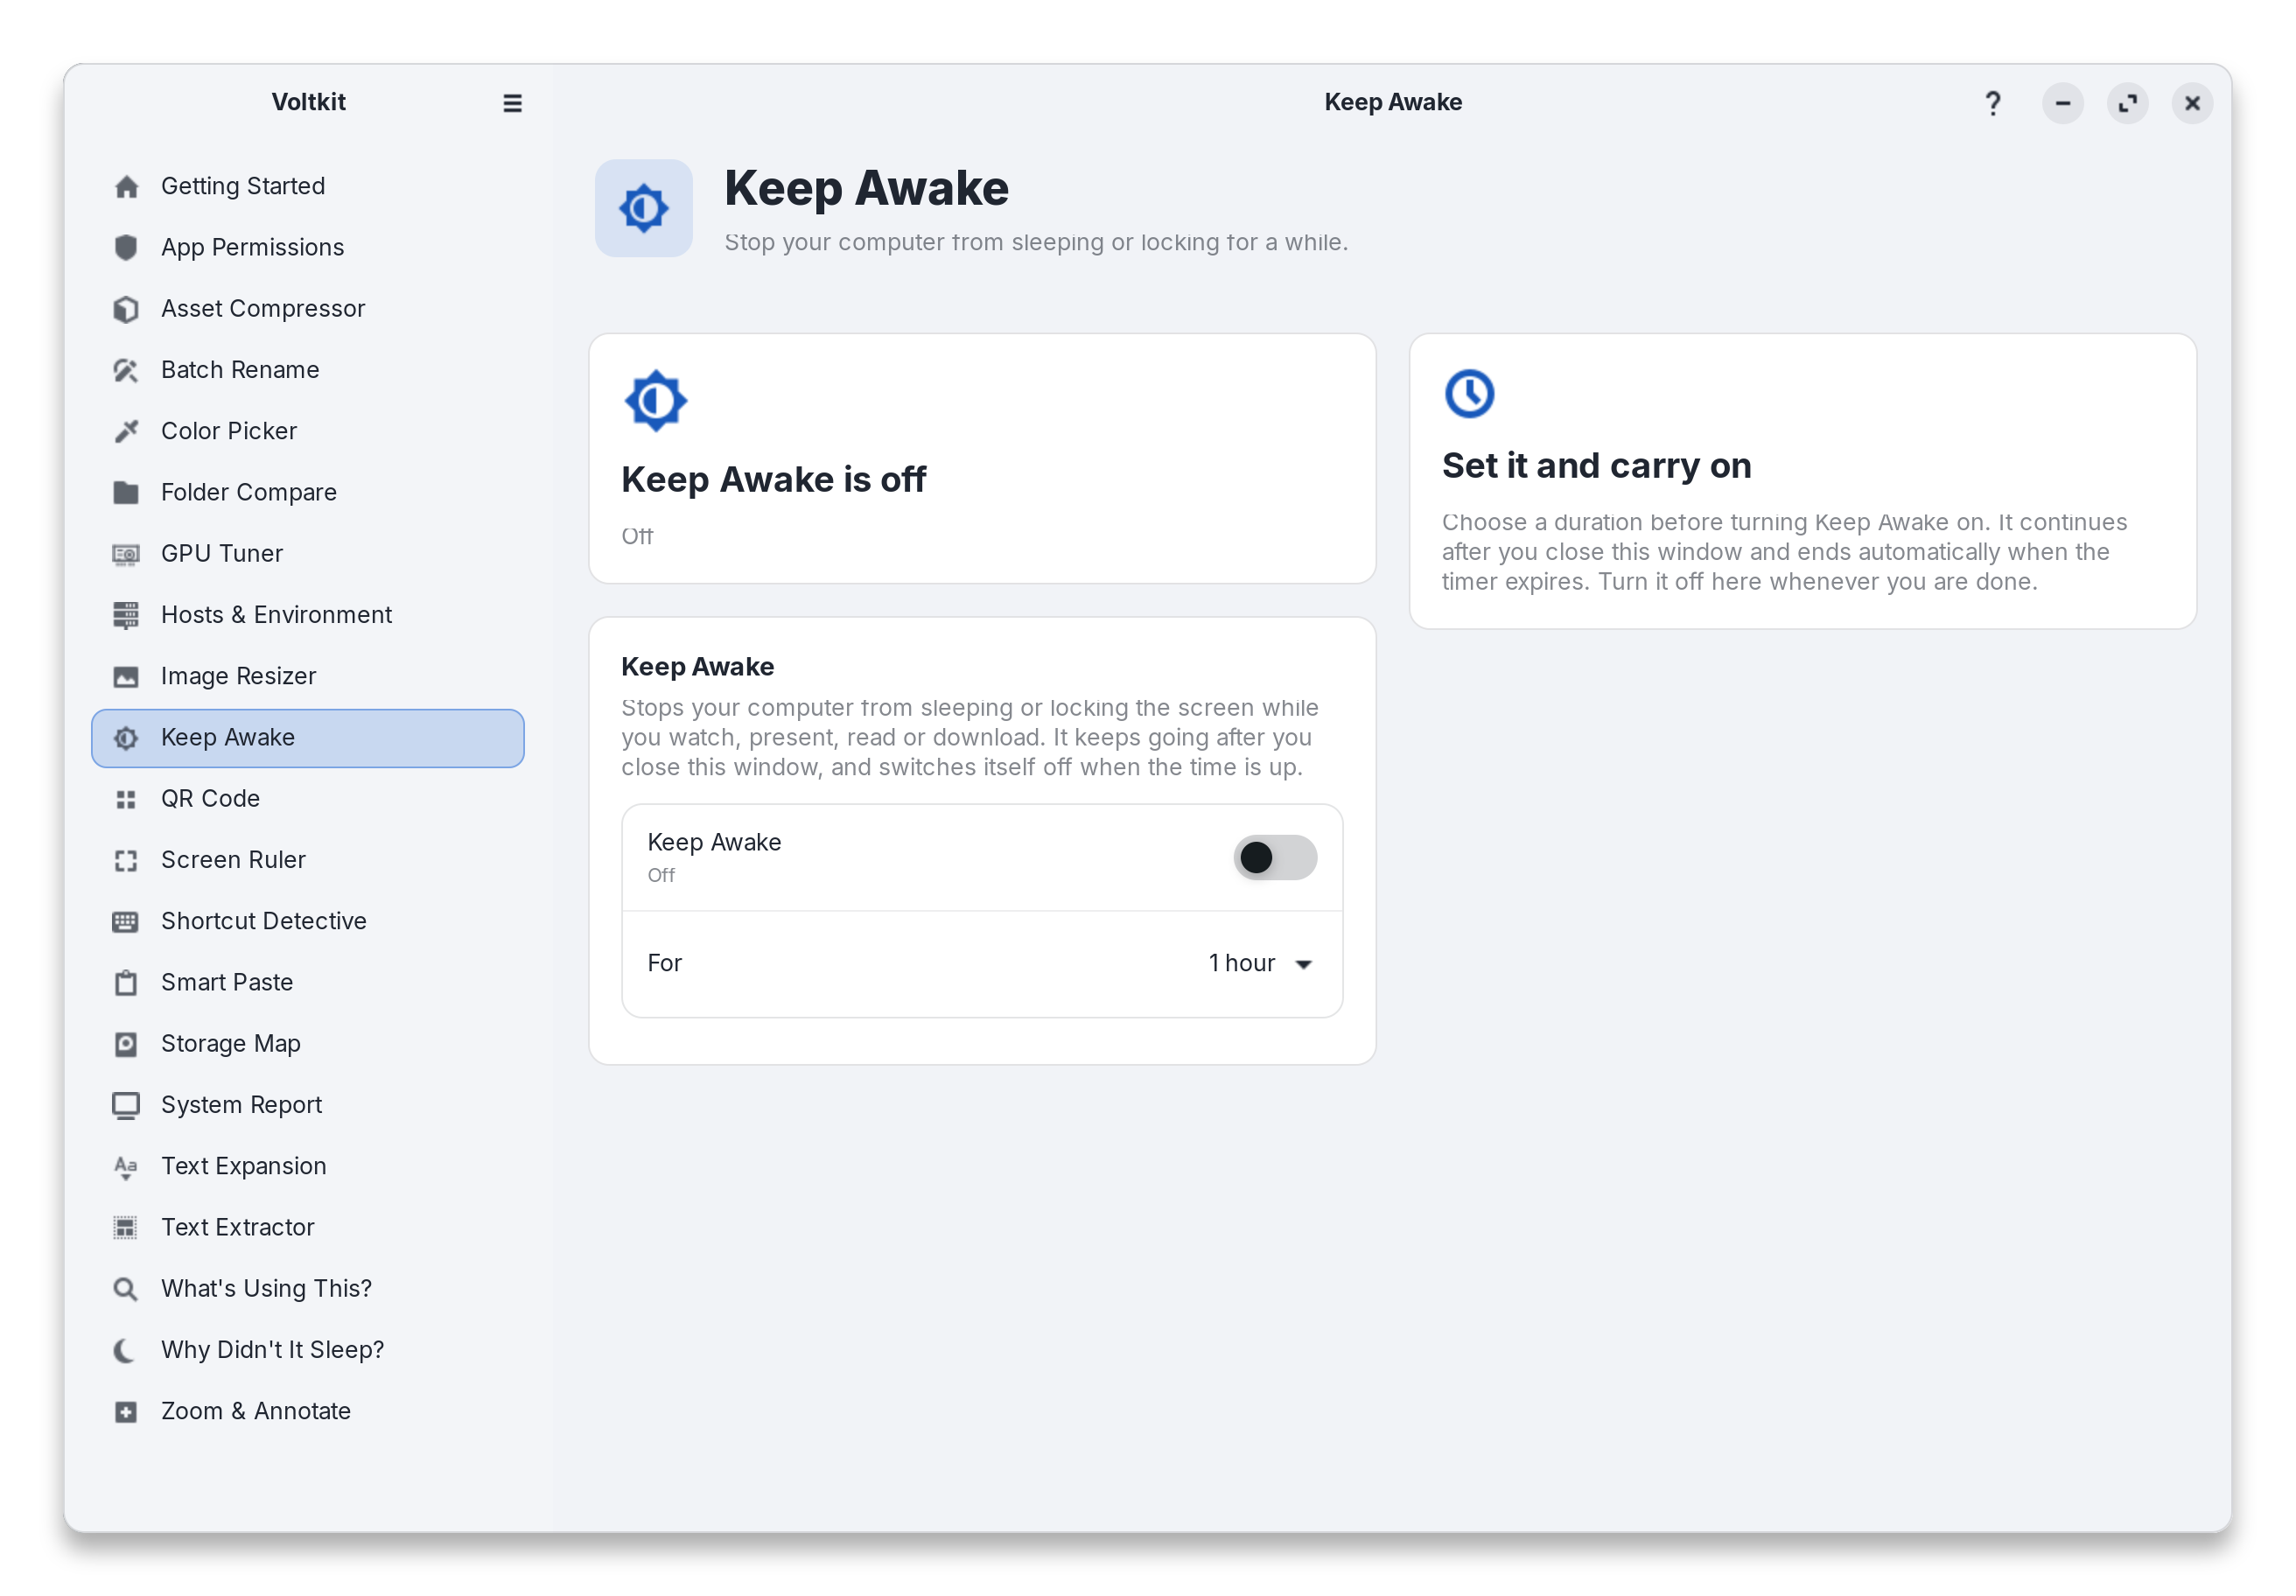 Voltkit
Getting Started
App Permissions
Asset Compressor
Batch Rename
Color Picker
Folder Compare
GPU Tuner
Hosts & Environment
Image Resizer
Keep Awake
QR Code
Screen Ruler
Shortcut Detective
Smart Paste
Storage Map
System Report
Text Expansion
Text Extractor
What's Using This?
Why Didn't It Sleep?
Zoom & Annotate
Keep Awake
?
Keep Awake
Stop your computer from sleeping or locking for a while.
Keep Awake is off
Off
Keep Awake
Stops your computer from sleeping or locking the screen while
you watch, present, read or download. It keeps going after you
close this window, and switches itself off when the time is up.
Keep Awake
Off
For
1 hour
Set it and carry on
Choose a duration before turning Keep Awake on. It continues
after you close this window and ends automatically when the
timer expires. Turn it off here whenever you are done.